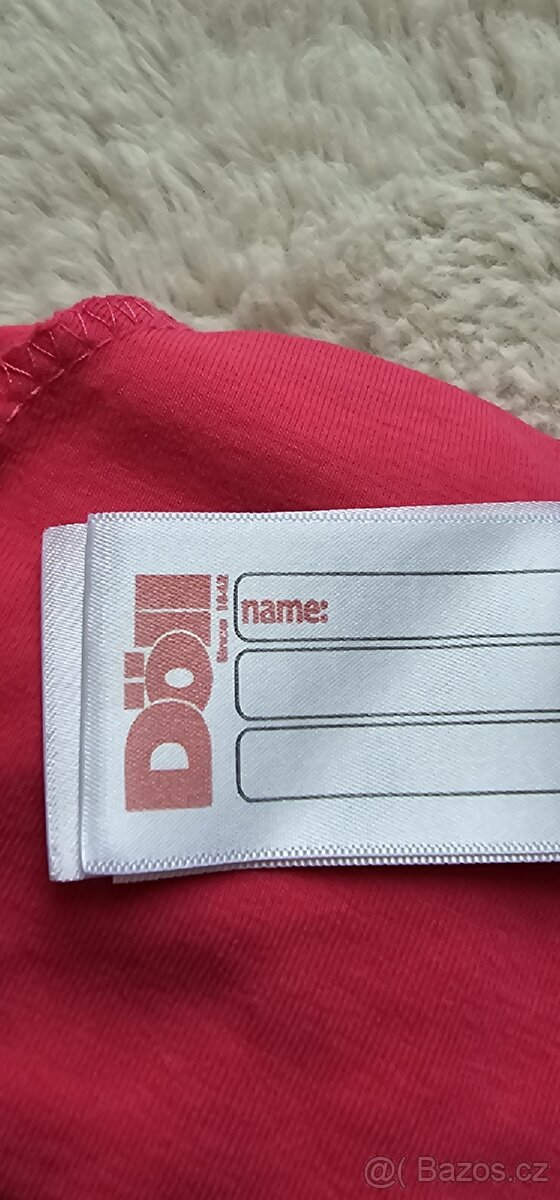 Döll
since 1842
name:
@( Bazos.cz